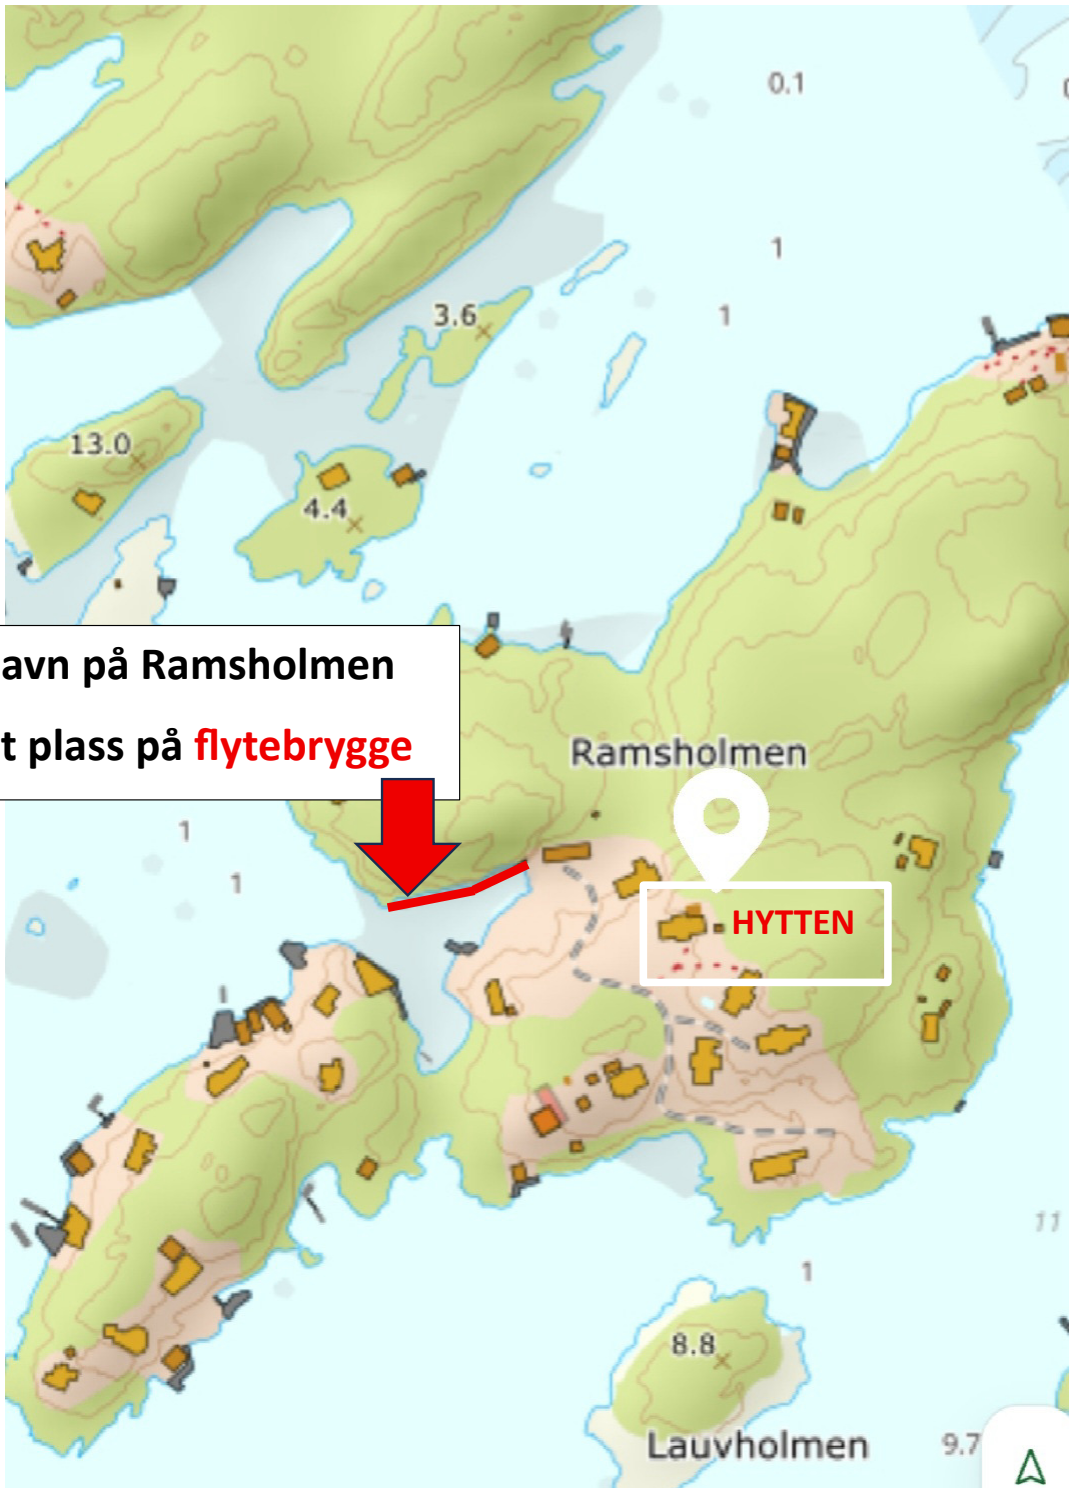 0.1
1
1
3.6
13.0
4.4
avn på Ramsholmen
t plass på flytebrygge
Ramsholmen
1
1
HYTTEN
11
1
8.8
Lauvholmen
9.7